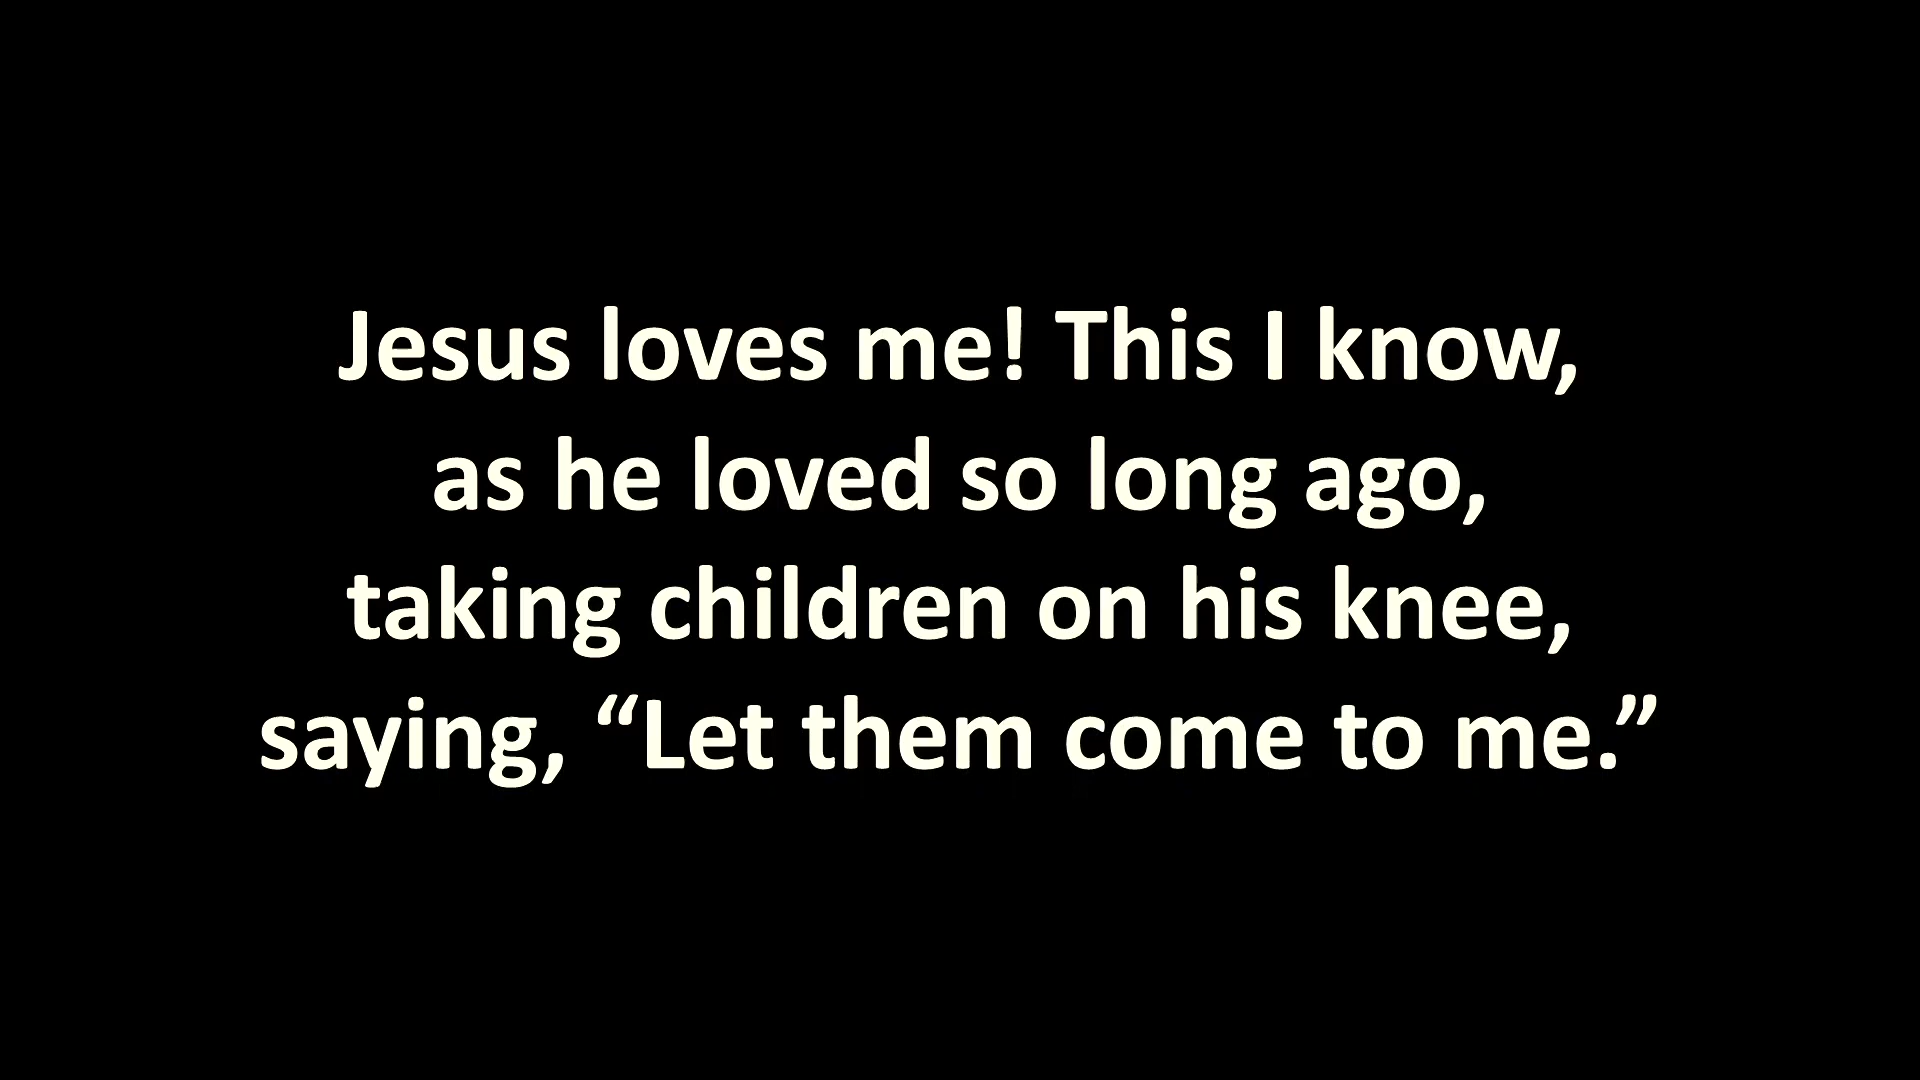 Jesus loves me! This I know,
as he loved so long ago,
taking children on his knee,
saying, “Let them come to me.”